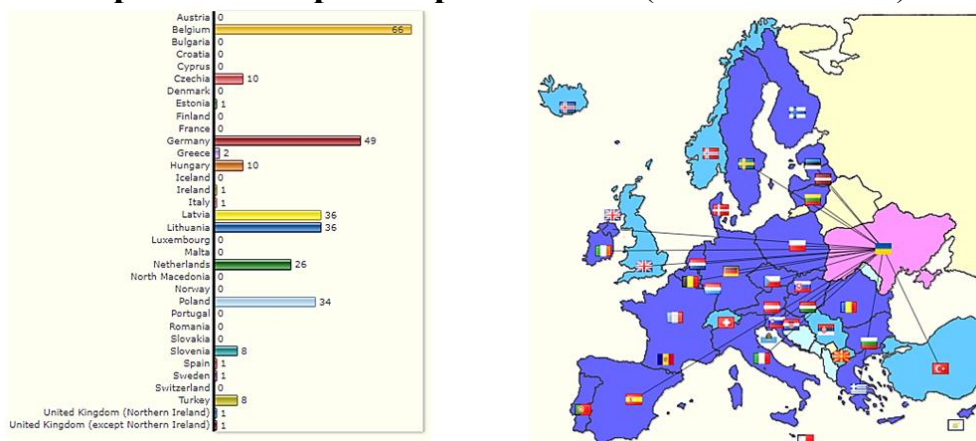 Austria 0
Belgium 66
Bulgaria 0
Croatia 0
Cyprus 0
Czechia 10
Denmark 0
Estonia 1
Finland 0
France 0
Germany 49
Greece 2
Hungary 10
Iceland 0
Ireland 1
Italy 1
Latvia 36
Lithuania 36
Luxembourg 0
Malta 0
Netherlands 26
North Macedonia 0
Norway 0
Poland 34
Portugal 0
Romania 0
Slovakia 0
Slovenia 8
Spain 1
Sweden 1
Switzerland 0
Turkey 8
United Kingdom (Northern Ireland) 1
United Kingdom (except Northern Ireland) 1